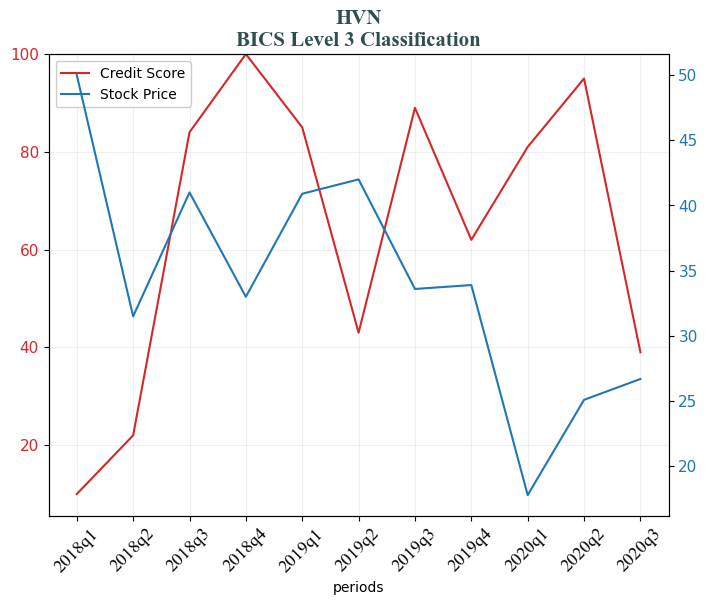 HVN
BICS Level 3 Classification
Credit Score
Stock Price
100
80
60
40
20
50
45
40
35
30
25
20
2018q1
2018q2
2018q3
2018q4
2019q1
2019q2
2019q3
2019q4
2020q1
2020q2
2020q3
periods